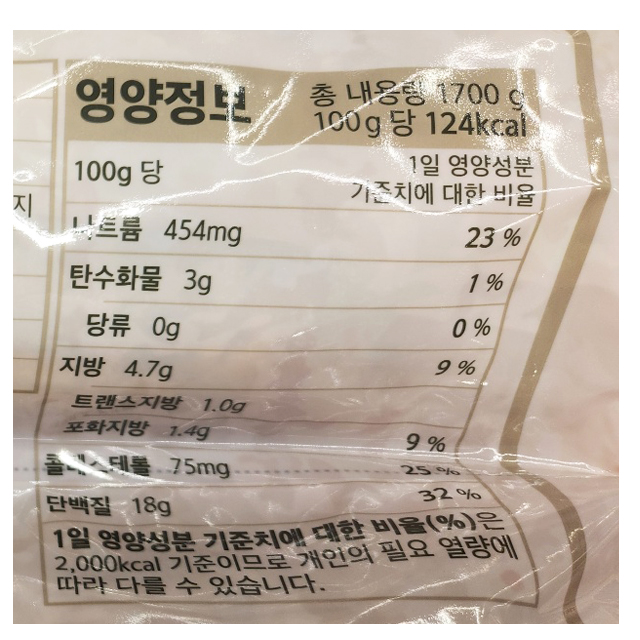 영양정보
총 내용량 1700 g
100g 당 124kcal
100g 당
1일 영양성분
기준치에 대한 비율
지
나트륨 454mg 23 %
탄수화물 3g 1 %
당류 0g 0 %
지방 4.7g 9 %
트랜스지방 1.0g
포화지방 1.4g 9 %
콜레스테롤 75mg 25 %
단백질 18g 32 %
1일 영양성분 기준치에 대한 비율(%)은
2,000kcal 기준이므로 개인의 필요 열량에
따라 다를 수 있습니다.